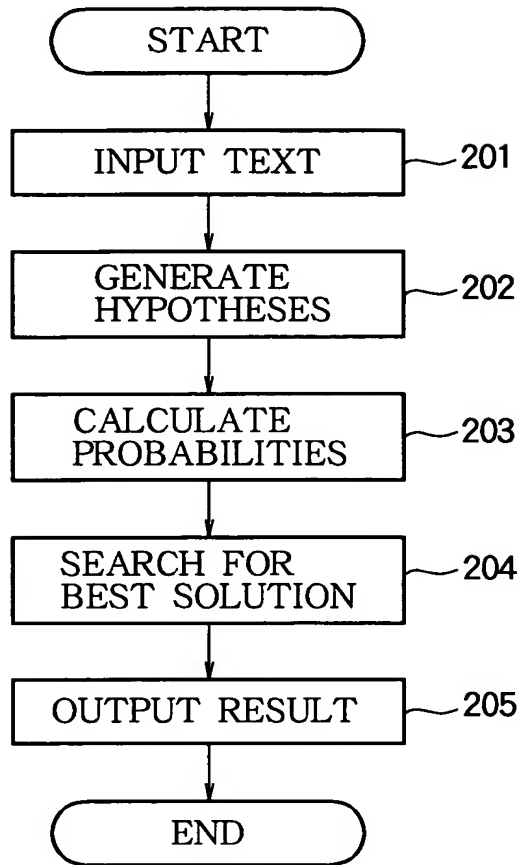 START
INPUT TEXT
201
GENERATE
HYPOTHESES
202
CALCULATE
PROBABILITIES
203
SEARCH FOR
BEST SOLUTION
204
OUTPUT RESULT
205
END